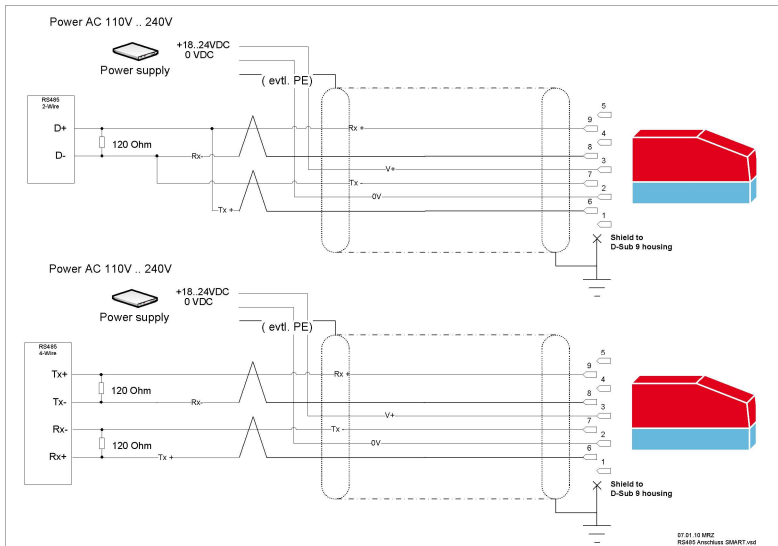 Power AC 110V .. 240V
+18..24VDC
0 VDC
Power supply
( evtl. PE)
RS485
2-Wire
D+
120 Ohm
D-
Rx +
Rx-
V+
Tx -
0V
Tx +
5
9
4
8
3
7
2
6
1
Shield to
D-Sub 9 housing
Power AC 110V .. 240V
+18..24VDC
0 VDC
Power supply
( evtl. PE)
RS485
4-Wire
Tx+
120 Ohm
Tx-
Rx-
120 Ohm
Rx+
Rx +
Rx-
V+
Tx -
0V
Tx +
5
9
4
8
3
7
2
6
1
Shield to
D-Sub 9 housing
07.01.10 MRZ
RS485 Anschluss SMART.vsd